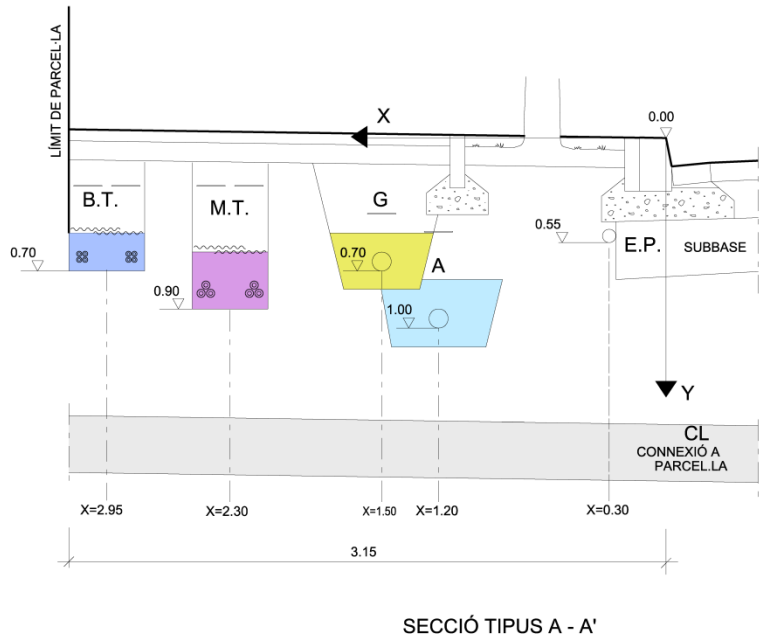 LÍMIT DE PARCEL·LA
X
0.00
B.T.
M.T.
G
0.55
E.P.
SUBBASE
0.70
0.70
A
0.90
1.00
Y
CL
CONNEXIÓ A
PARCEL.LA
X=2.95
X=2.30
X=1.50
X=1.20
X=0.30
3.15
SECCIÓ TIPUS A - A'